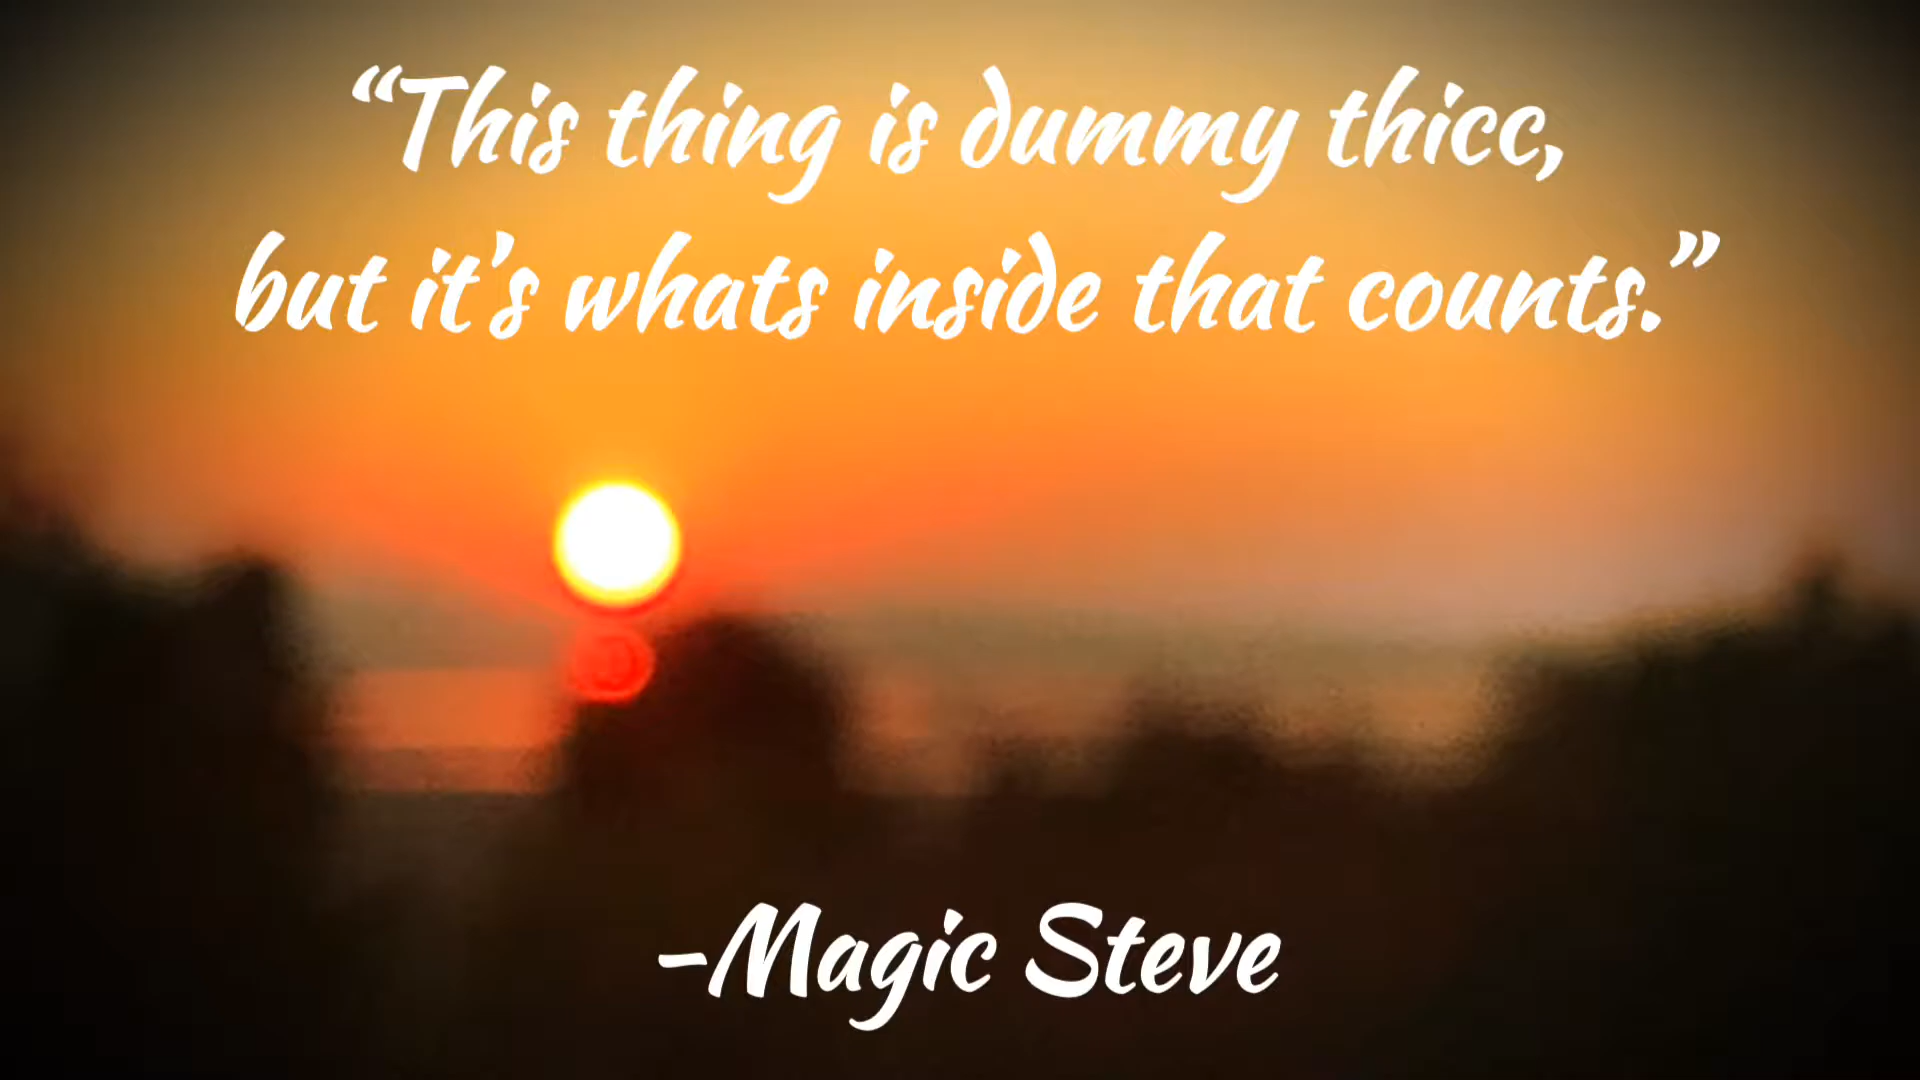 “This thing is dummy thicc,
but it’s whats inside that counts.”
-Magic Steve